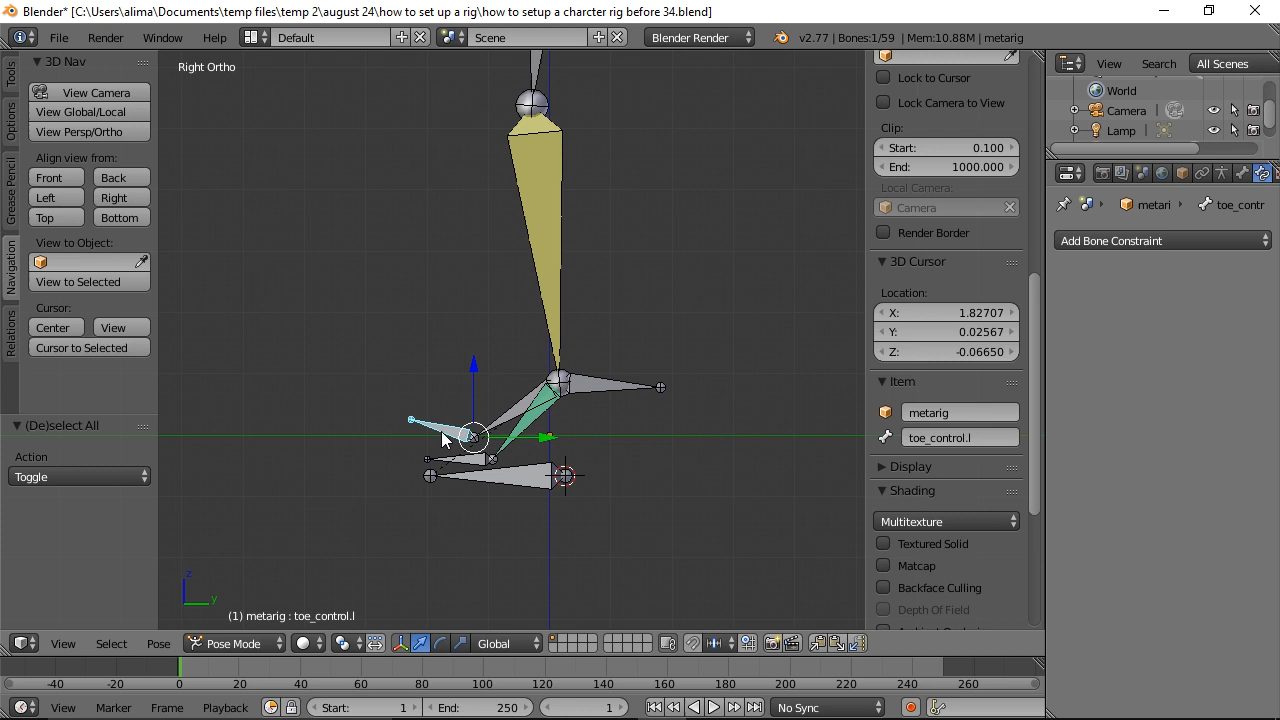 Blender* [C:\Users\alima\Documents\temp files\temp 2\august 24\how to set up a rig\how to setup a charcter rig before 34.blend]
File Render Window Help Default Scene Blender Render v2.77 | Bones:1/59 | Mem:10.88M | metarig
Tools
Options
Grease Pencil
Navigation
Relations
3D Nav
View Camera
View Global/Local
View Persp/Ortho
Align view from:
Front Back
Left Right
Top Bottom
View to Object:
View to Selected
Cursor:
Center View
Cursor to Selected
(De)select All
Action
Toggle
Right Ortho
z
y
(1) metarig : toe_control.l
Lock to Cursor
Lock Camera to View
Clip:
Start: 0.100
End: 1000.000
Local Camera:
Camera
Render Border
3D Cursor
Location:
X: 1.82707
Y: 0.02567
Z: -0.06650
Item
metarig
toe_control.l
Display
Shading
Multitexture
Textured Solid
Matcap
Backface Culling
Depth Of Field
View Search All Scenes
World
Camera
Lamp
metari toe_contr
Add Bone Constraint
View Select Pose Pose Mode Global
-40 -20 0 20 40 60 80 100 120 140 160 180 200 220 240 260
View Marker Frame Playback Start: 1 End: 250 1 No Sync